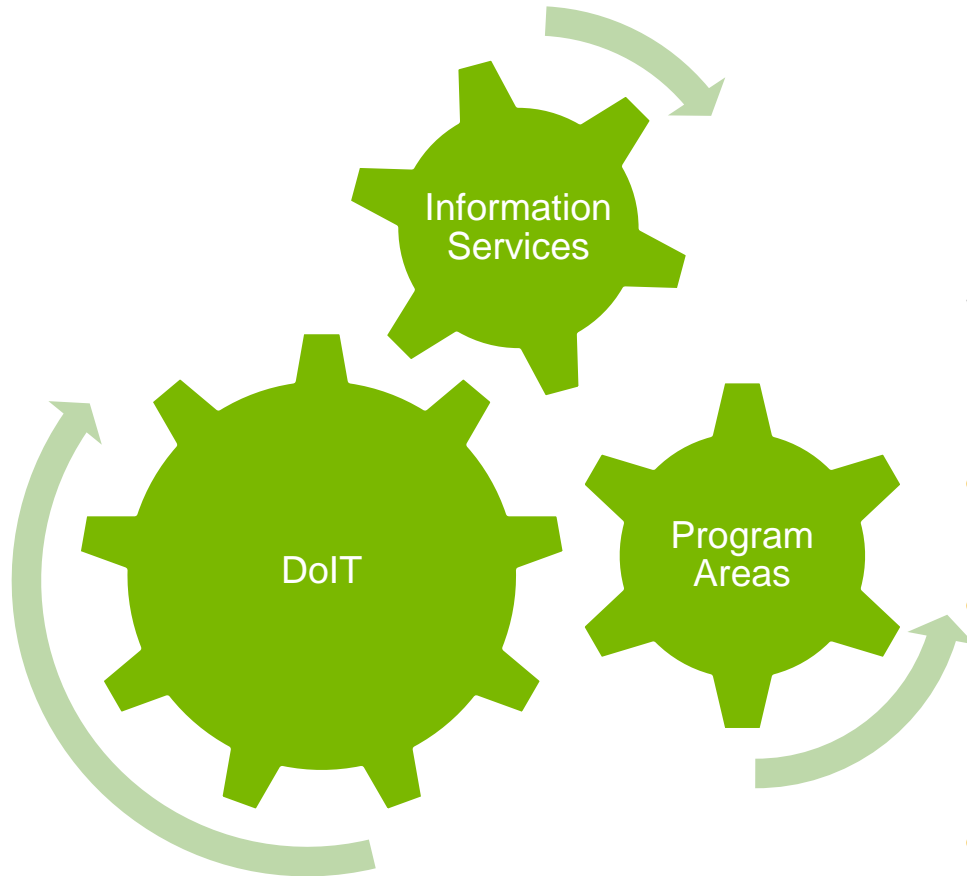 Information
Services
DoIT
Program
Areas